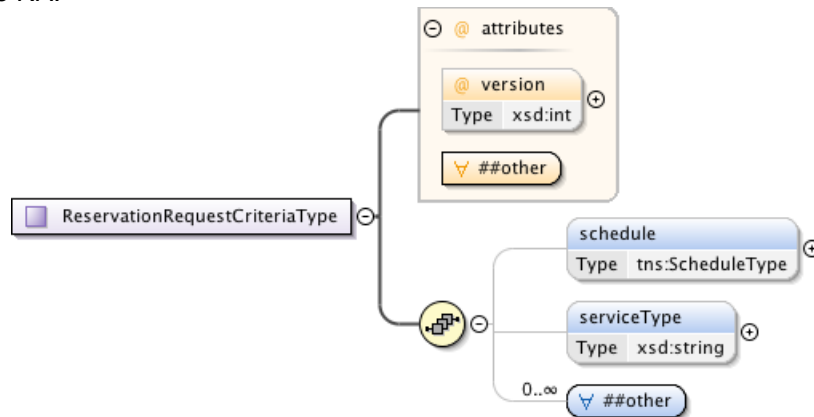 @ attributes
@ version
Type xsd:int
∀ ##other
ReservationRequestCriteriaType
schedule
Type tns:ScheduleType
serviceType
Type xsd:string
0..∞
∀ ##other